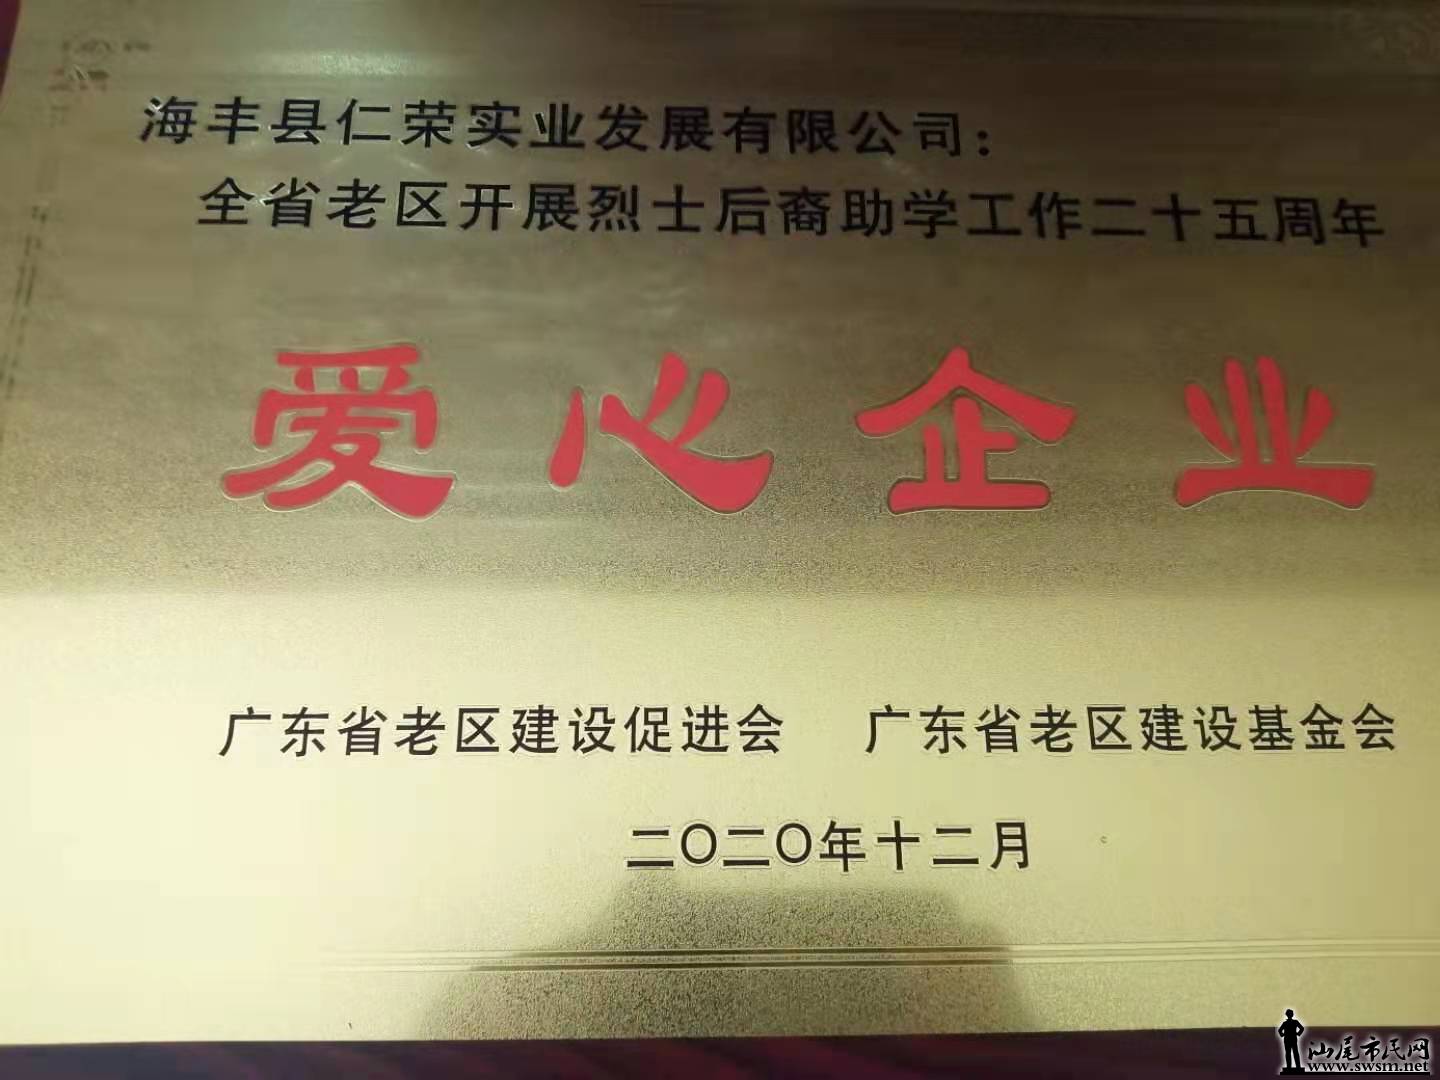 海丰县仁荣实业发展有限公司：
全省老区开展烈士后裔助学工作二十五周年
爱心企业
广东省老区建设促进会 广东省老区建设基金会
二〇二〇年十二月
汕尾市民网
www.swsm.net